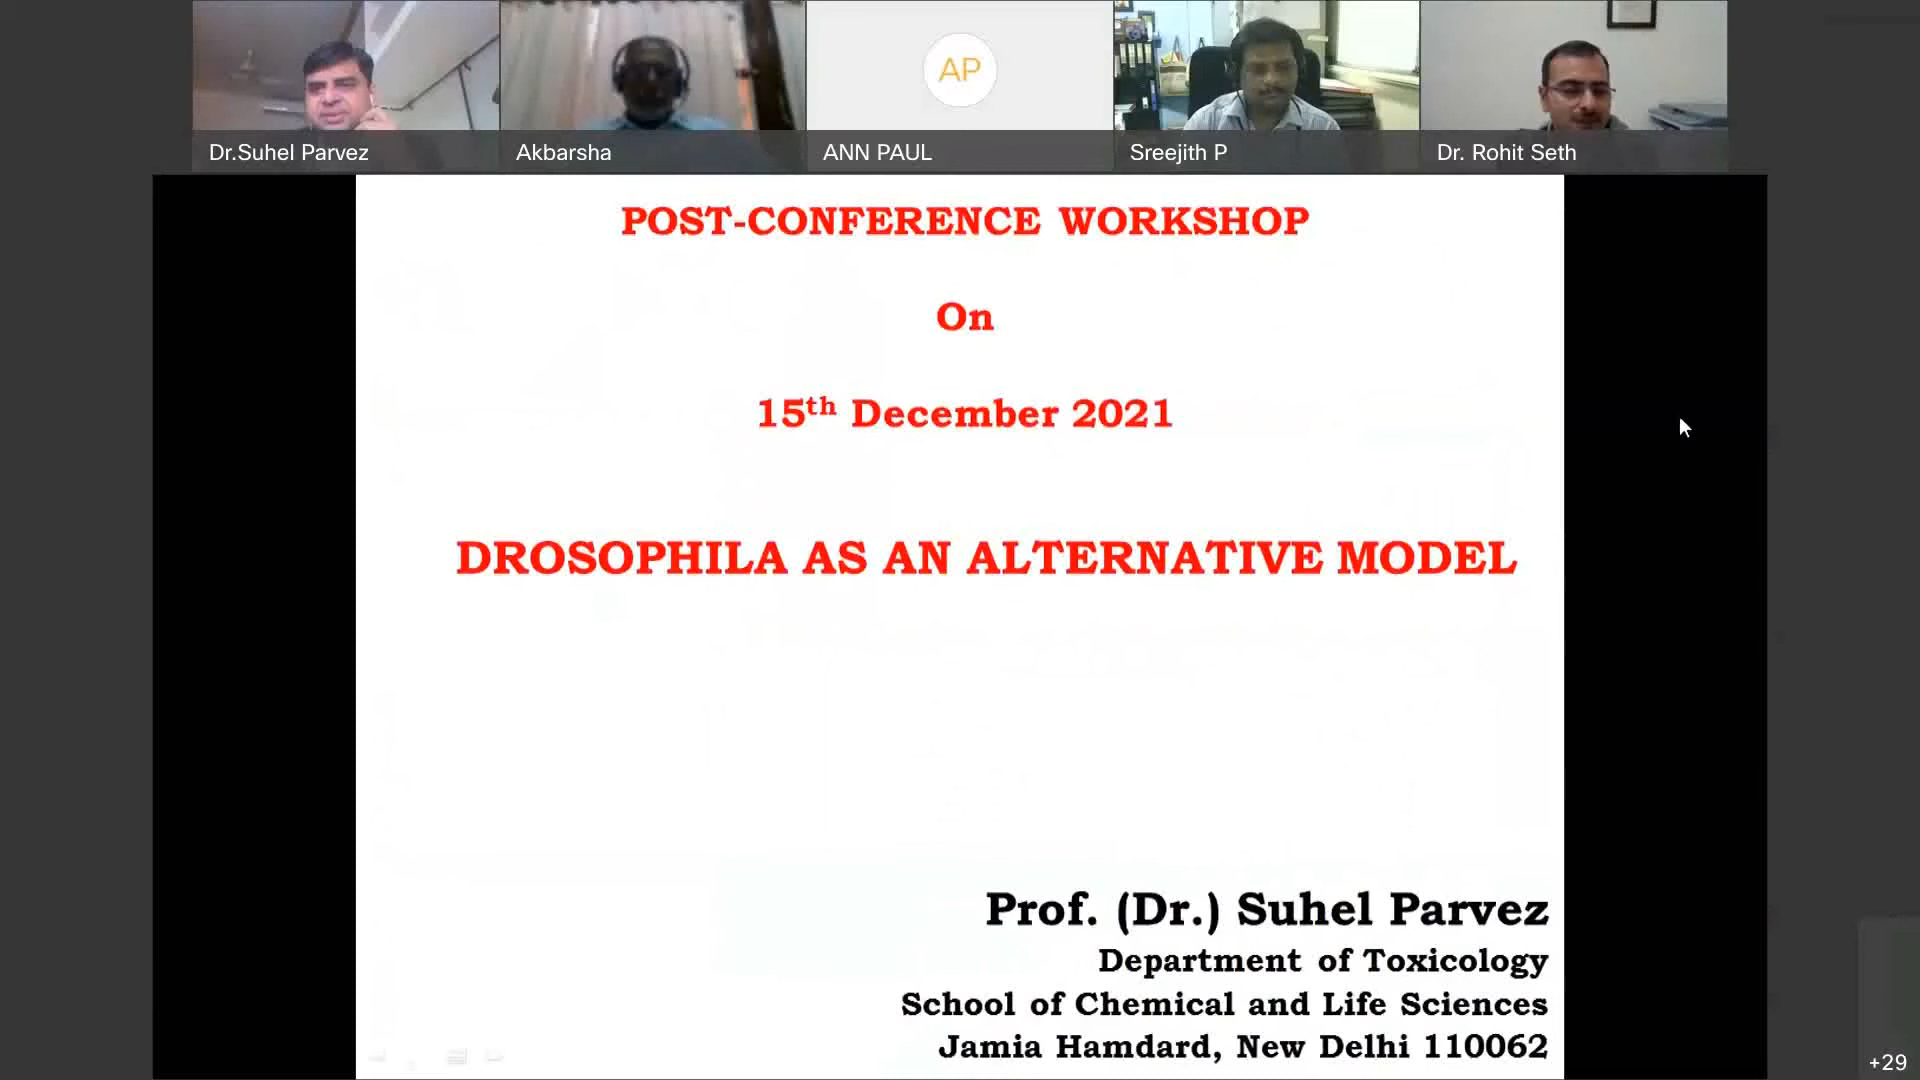 AP
Dr.Suhel Parvez
Akbarsha
ANN PAUL
Sreejith P
Dr. Rohit Seth
POST-CONFERENCE WORKSHOP
On
15th December 2021
DROSOPHILA AS AN ALTERNATIVE MODEL
Prof. (Dr.) Suhel Parvez
Department of Toxicology
School of Chemical and Life Sciences
Jamia Hamdard, New Delhi 110062
+29